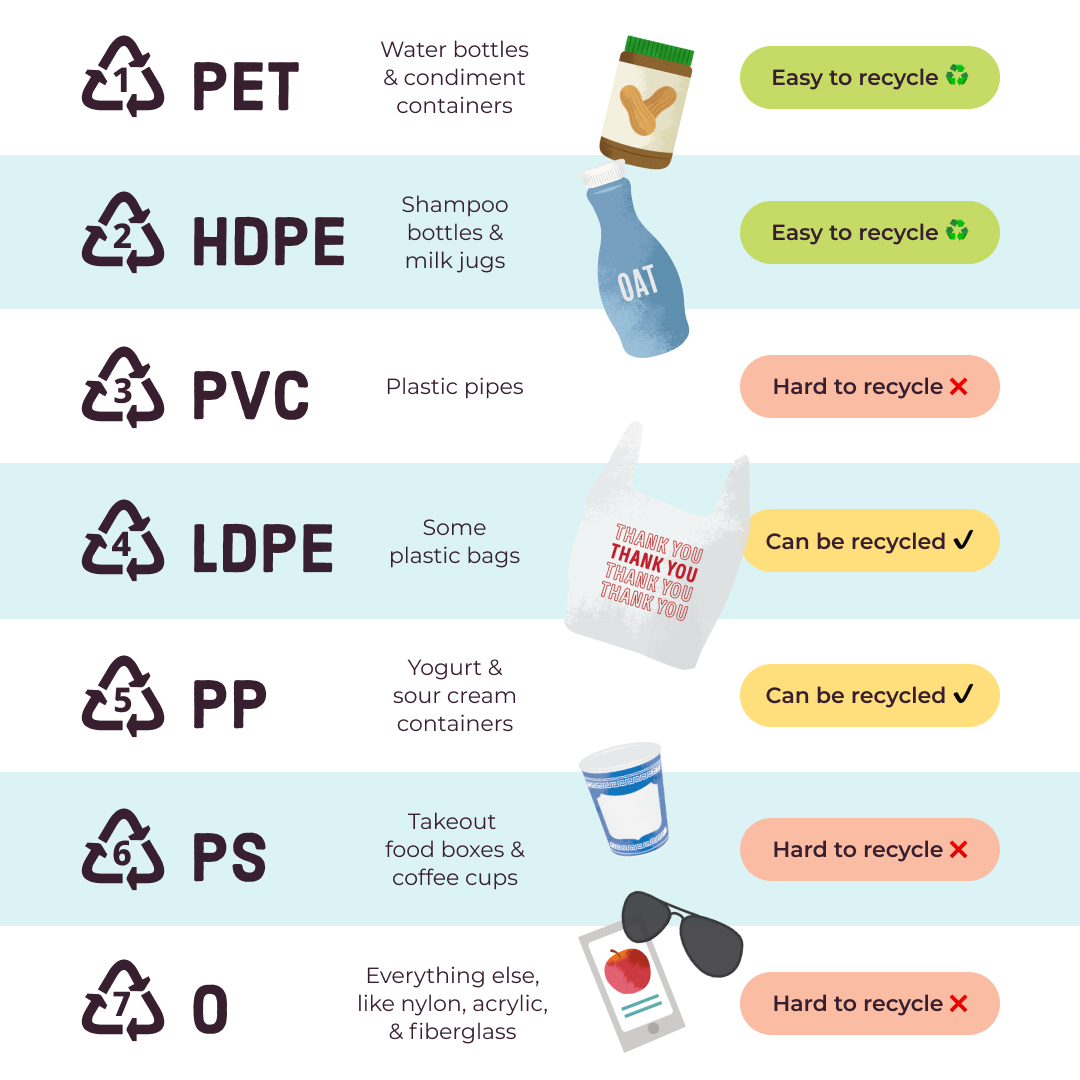 1
PET
Water bottles
& condiment
containers
Easy to recycle ♻
2
HDPE
Shampoo
bottles &
milk jugs
OAT
Easy to recycle ♻
3
PVC
Plastic pipes
Hard to recycle ❌
4
LDPE
Some
plastic bags
THANK YOU
THANK YOU
THANK YOU
THANK YOU
Can be recycled ✔
5
PP
Yogurt &
sour cream
containers
Can be recycled ✔
6
PS
Takeout
food boxes &
coffee cups
Hard to recycle ❌
7
O
Everything else,
like nylon, acrylic,
& fiberglass
Hard to recycle ❌